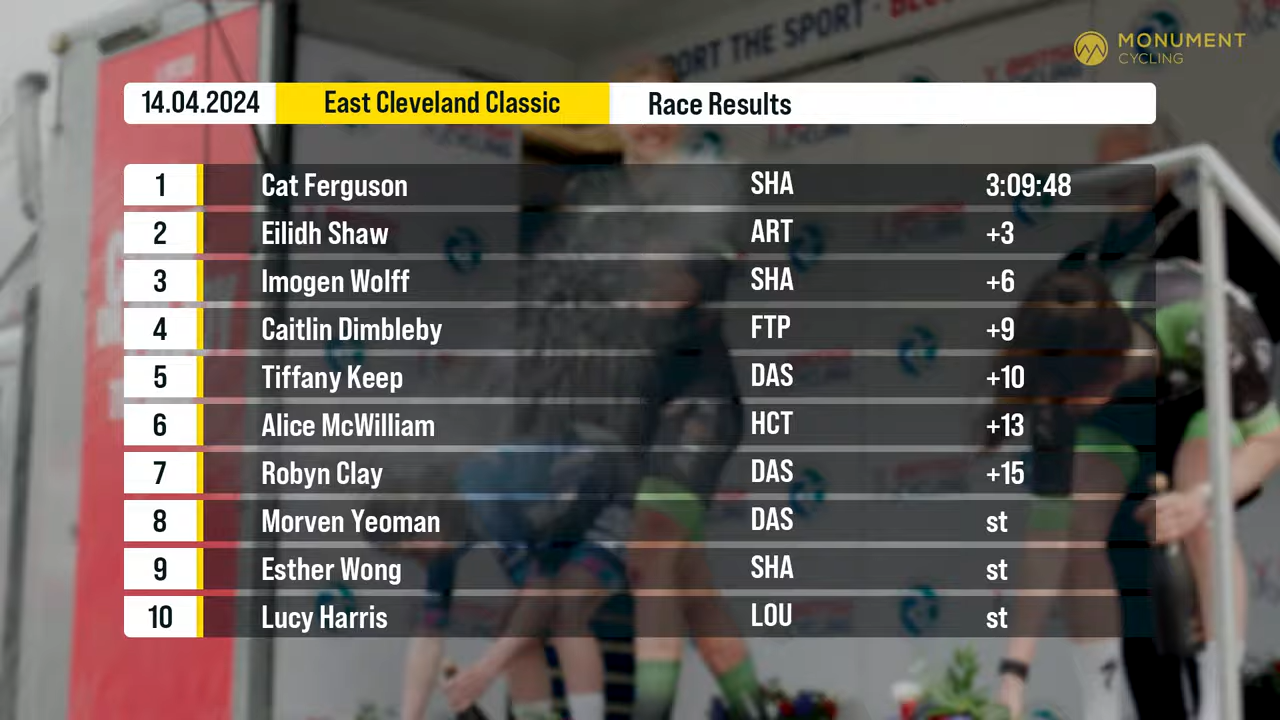 PORT THE SPORT
MONUMENT
CYCLING
14.04.2024 East Cleveland Classic Race Results
1 Cat Ferguson SHA 3:09:48
2 Eilidh Shaw ART +3
3 Imogen Wolff SHA +6
4 Caitlin Dimbleby FTP +9
5 Tiffany Keep DAS +10
6 Alice McWilliam HCT +13
7 Robyn Clay DAS +15
8 Morven Yeoman DAS st
9 Esther Wong SHA st
10 Lucy Harris LOU st